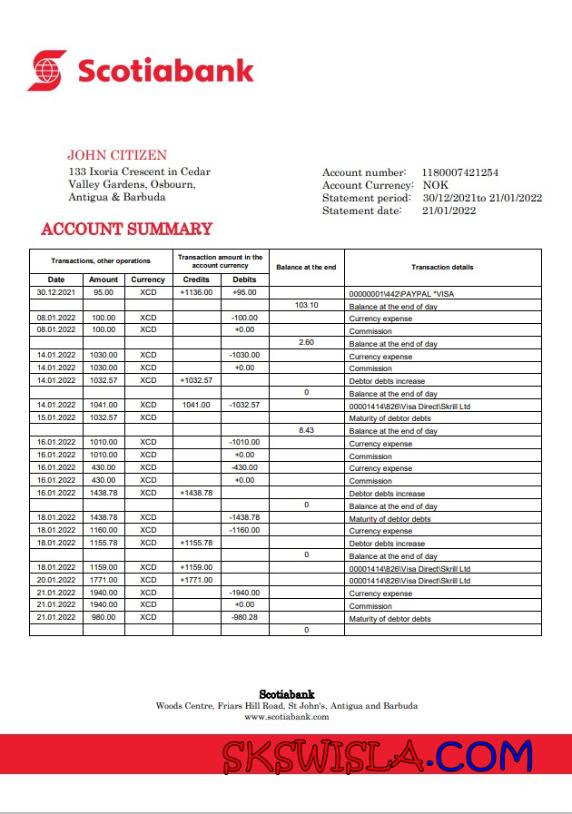 Scotiabank
JOHN CITIZEN
133 Ixoria Crescent in Cedar
Valley Gardens, Osbourn,
Antigua & Barbuda
Account number: 1180007421254
Account Currency: NOK
Statement period: 30/12/2021to 21/01/2022
Statement date: 21/01/2022
ACCOUNT SUMMARY
Transactions, other operations Transaction amount in the account currency Balance at the end Transaction details
Date Amount Currency Credits Debits
30.12.2021 95.00 XCD +1136.00 +95.00 00000001\442\PAYPAL *VISA
103.10 Balance at the end of day
08.01.2022 100.00 XCD -100.00 Currency expense
08.01.2022 100.00 XCD +0.00 Commission
2.60 Balance at the end of day
14.01.2022 1030.00 XCD -1030.00 Currency expense
14.01.2022 1030.00 XCD +0.00 Commission
14.01.2022 1032.57 XCD +1032.57 Debtor debts increase
0 Balance at the end of day
14.01.2022 1041.00 XCD 1041.00 -1032.57 00001414\826\Visa Direct\Skrill Ltd
15.01.2022 1032.57 XCD Maturity of debtor debts
8.43 Balance at the end of day
16.01.2022 1010.00 XCD -1010.00 Currency expense
16.01.2022 1010.00 XCD +0.00 Commission
16.01.2022 430.00 XCD -430.00 Currency expense
16.01.2022 430.00 XCD +0.00 Commission
16.01.2022 1438.78 XCD +1438.78 Debtor debts increase
0 Balance at the end of day
18.01.2022 1438.78 XCD -1438.78 Maturity of debtor debts
18.01.2022 1160.00 XCD -1160.00 Currency expense
18.01.2022 1155.78 XCD +1155.78 Debtor debts increase
0 Balance at the end of day
18.01.2022 1159.00 XCD +1159.00 00001414\826\Visa Direct\Skrill Ltd
20.01.2022 1771.00 XCD +1771.00 00001414\826\Visa Direct\Skrill Ltd
21.01.2022 1940.00 XCD -1940.00 Currency expense
21.01.2022 1940.00 XCD +0.00 Commission
21.01.2022 980.00 XCD -980.28 Maturity of debtor debts
0
Scotiabank
Woods Centre, Friars Hill Road, St John's, Antigua and Barbuda
www.scotiabank.com
SKSWISLA.COM